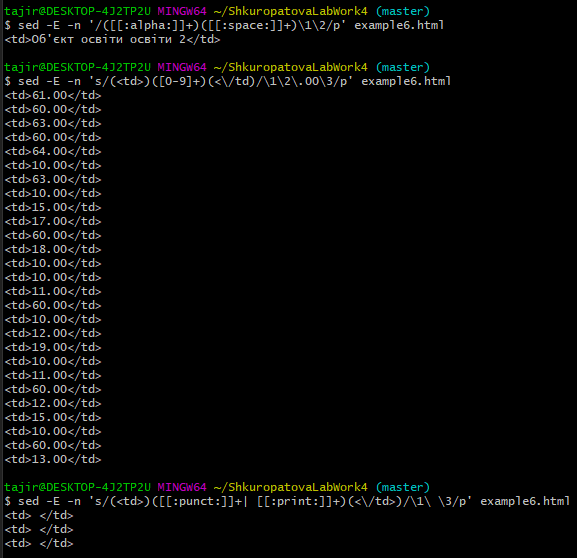 tajir@DESKTOP-4J2TP2U MINGW64 ~/ShkuropatovaLabWork4 (master)
$ sed -E -n '/([[:alpha:]]+)([[:space:]]+)\1\2/p' example6.html
<td>Об'єкт освіти освіти 2</td>
tajir@DESKTOP-4J2TP2U MINGW64 ~/ShkuropatovaLabWork4 (master)
$ sed -E -n 's/(<td>)([0-9]+)(<\/td)/\1\2\.00\3/p' example6.html
<td>61.00</td>
<td>60.00</td>
<td>63.00</td>
<td>60.00</td>
<td>64.00</td>
<td>10.00</td>
<td>63.00</td>
<td>10.00</td>
<td>15.00</td>
<td>17.00</td>
<td>60.00</td>
<td>18.00</td>
<td>10.00</td>
<td>10.00</td>
<td>11.00</td>
<td>60.00</td>
<td>10.00</td>
<td>12.00</td>
<td>19.00</td>
<td>10.00</td>
<td>11.00</td>
<td>60.00</td>
<td>12.00</td>
<td>15.00</td>
<td>10.00</td>
<td>60.00</td>
<td>13.00</td>
tajir@DESKTOP-4J2TP2U MINGW64 ~/ShkuropatovaLabWork4 (master)
$ sed -E -n 's/(<td>)([[:punct:]]+| [[:print:]]+)(<\/td>)/\1\ \3/p' example6.html
<td> </td>
<td> </td>
<td> </td>